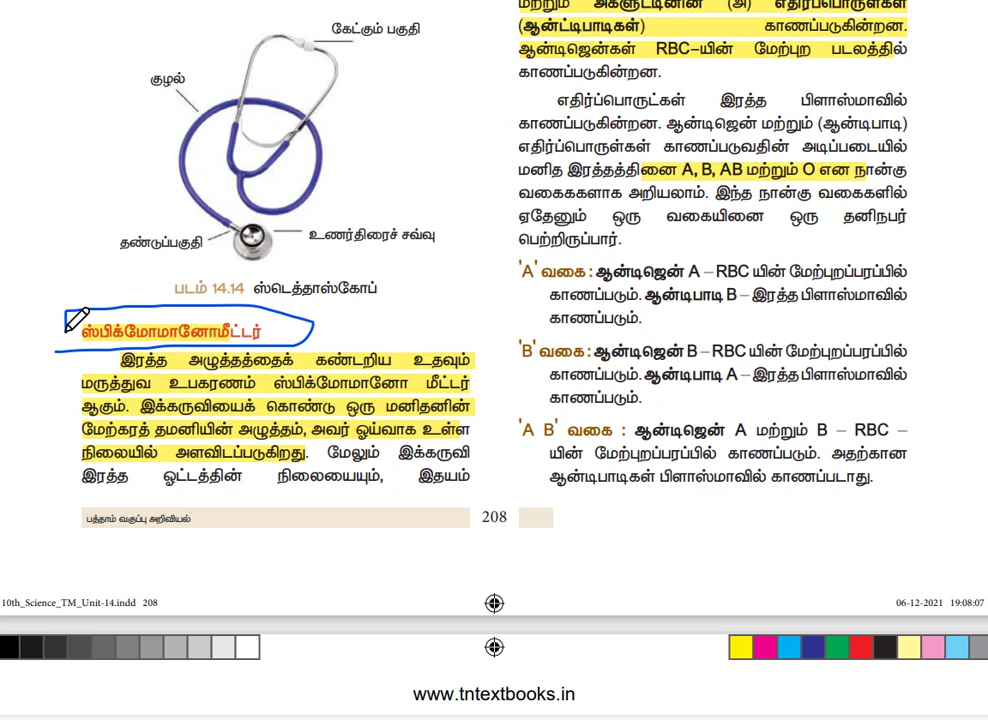 கேட்கும் பகுதி
குழல்
தண்டுப்பகுதி
உணர்திரைச் சவ்வு
படம் 14.14 ஸ்டெத்தாஸ்கோப்
ஸ்பிக்மோமானோமீட்டர்
இரத்த அழுத்தத்தைக் கண்டறிய உதவும்
மருத்துவ உபகரணம் ஸ்பிக்மோமானோ மீட்டர்
ஆகும். இக்கருவியைக் கொண்டு ஒரு மனிதனின்
மேற்கரத் தமனியின் அழுத்தம், அவர் ஓய்வாக உள்ள
நிலையில் அளவிடப்படுகிறது. மேலும் இக்கருவி
இரத்த ஓட்டத்தின் நிலையையும், இதயம்
மற்றும் அகளுட்டினின் (அ) எதிர்ப்பொருள்கள்
(ஆன்ட்டிபாடிகள்) காணப்படுகின்றன.
ஆன்டிஜென்கள் RBC–யின் மேற்புற படலத்தில்
காணப்படுகின்றன.
எதிர்ப்பொருட்கள் இரத்த பிளாஸ்மாவில்
காணப்படுகின்றன. ஆன்டிஜென் மற்றும் (ஆன்டிபாடி)
எதிர்ப்பொருள்கள் காணப்படுவதின் அடிப்படையில்
மனித இரத்தத்தினை A, B, AB மற்றும் O என நான்கு
வகைககளாக அறியலாம். இந்த நான்கு வகைகளில்
ஏதேனும் ஒரு வகையினை ஒரு தனிநபர்
பெற்றிருப்பார்.
'A' வகை : ஆன்டிஜென் A – RBC யின் மேற்புறப்பரப்பில்
காணப்படும். ஆன்டிபாடி B – இரத்த பிளாஸ்மாவில்
காணப்படும்.
'B' வகை : ஆன்டிஜென் B – RBC யின் மேற்புறப்பரப்பில்
காணப்படும். ஆன்டிபாடி A – இரத்த பிளாஸ்மாவில்
காணப்படும்.
'A B' வகை : ஆன்டிஜென் A மற்றும் B – RBC –
யின் மேற்புறப்பரப்பில் காணப்படும். அதற்கான
ஆன்டிபாடிகள் பிளாஸ்மாவில் காணப்படாது.
பத்தாம் வகுப்பு அறிவியல்
208
10th_Science_TM_Unit-14.indd 208
06-12-2021 19:08:07
www.tntextbooks.in